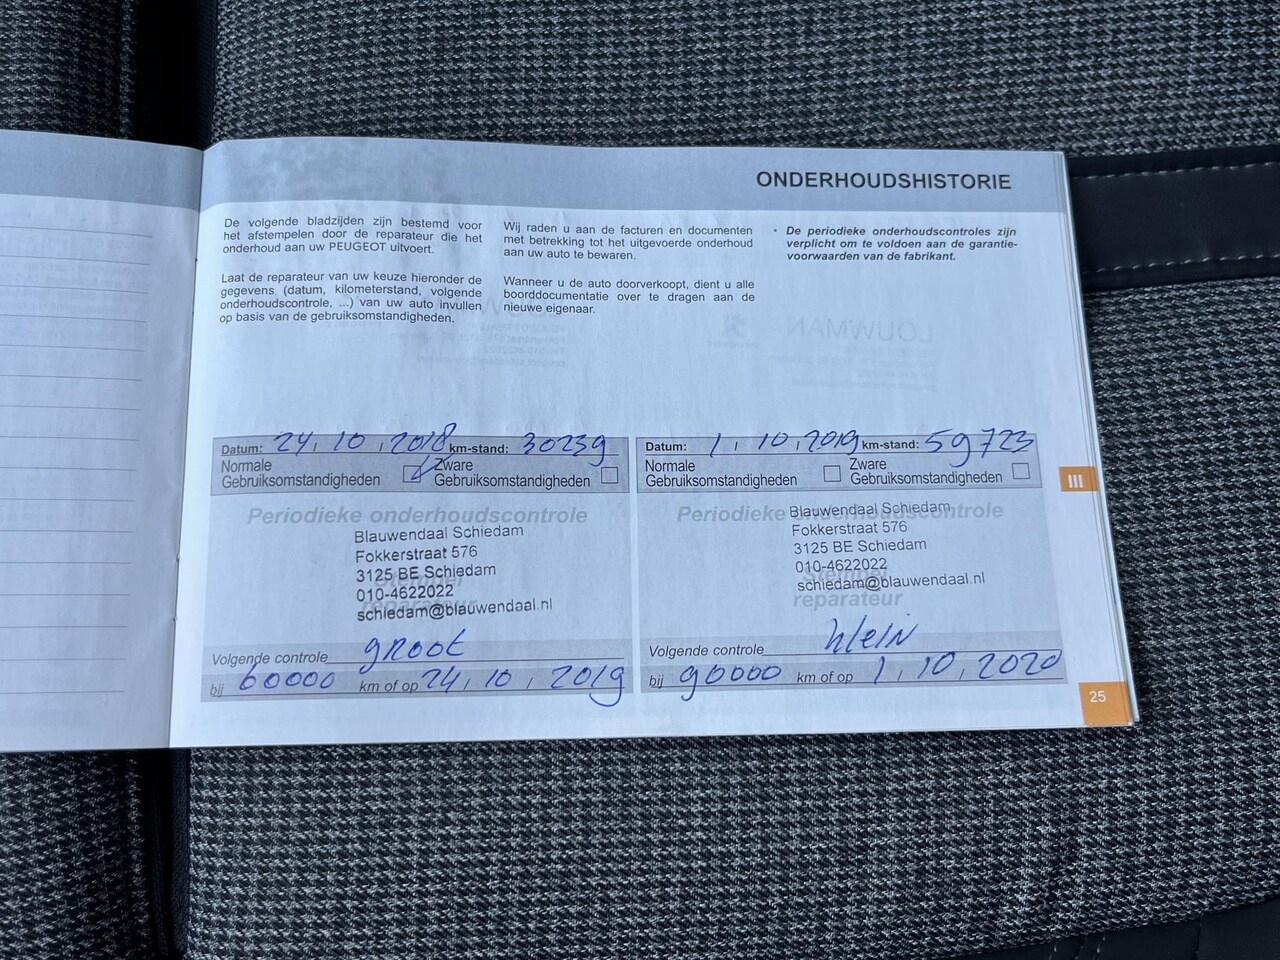 ONDERHOUDSHISTORIE
De volgende bladzijden zijn bestemd voor
het afstempelen door de reparateur die het
onderhoud aan uw PEUGEOT uitvoert.
Laat de reparateur van uw keuze hieronder de
gegevens (datum, kilometerstand, volgende
onderhoudscontrole, ...) van uw auto invullen
op basis van de gebruiksomstandigheden.
Wij raden u aan de facturen en documenten
met betrekking tot het uitgevoerde onderhoud
aan uw auto te bewaren.
Wanneer u de auto doorverkoopt, dient u alle
boorddocumentatie over te dragen aan de
nieuwe eigenaar.
• De periodieke onderhoudscontroles zijn
verplicht om te voldoen aan de garantie-
voorwaarden van de fabrikant.
LOUWMAN
Datum: 24, 10, 2018 km-stand: 30239
Normale
Gebruiksomstandigheden
Zware
Gebruiksomstandigheden
Periodieke onderhoudscontrole
Blauwendaal Schiedam
Fokkerstraat 576
3125 BE Schiedam
Stempel
010-4622022
reparateur
schiedam@blauwendaal.nl
Volgende controle groot
bij 60000 km of op 24, 10, 2019
Datum: 1, 10, 2019 km-stand: 59723
Normale
Gebruiksomstandigheden
Zware
Gebruiksomstandigheden
Periodieke onderhoudscontrole
Blauwendaal Schiedam
Fokkerstraat 576
3125 BE Schiedam
010-4622022
Stempel
schiedam@blauwendaal.nl
reparateur
Volgende controle klein
bij 90000 km of op 1, 10, 2020
III
25